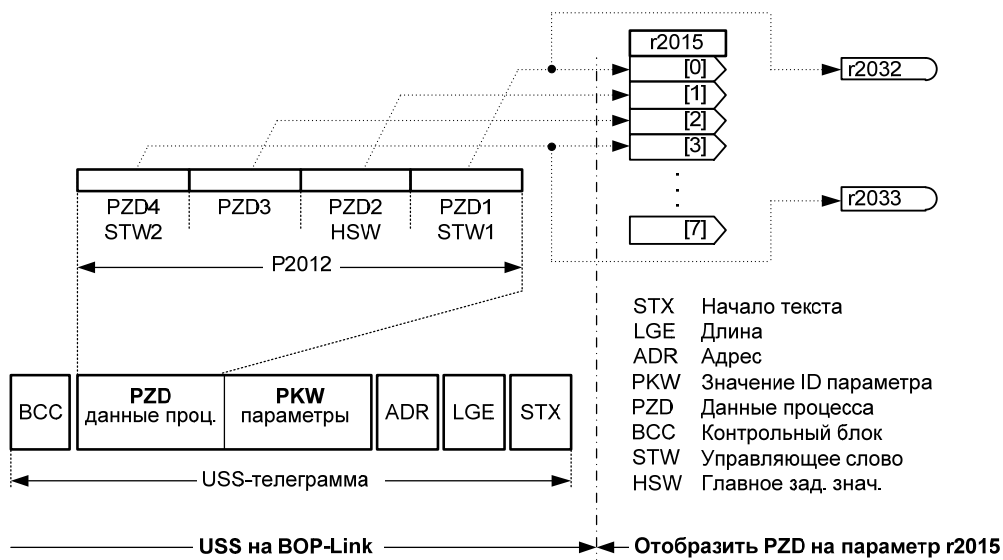 r2015
[0]
[1]
[2]
[3]
[7]
r2032
r2033
PZD4 PZD3 PZD2 PZD1
STW2 HSW STW1
P2012
STX Начало текста
LGE Длина
ADR Адрес
PKW Значение ID параметра
PZD Данные процесса
BCC Контрольный блок
STW Управляющее слово
HSW Главное зад. знач.
BCC PZD данные проц. PKW параметры ADR LGE STX
USS-телеграмма
USS на BOP-Link
Отобразить PZD на параметр r2015